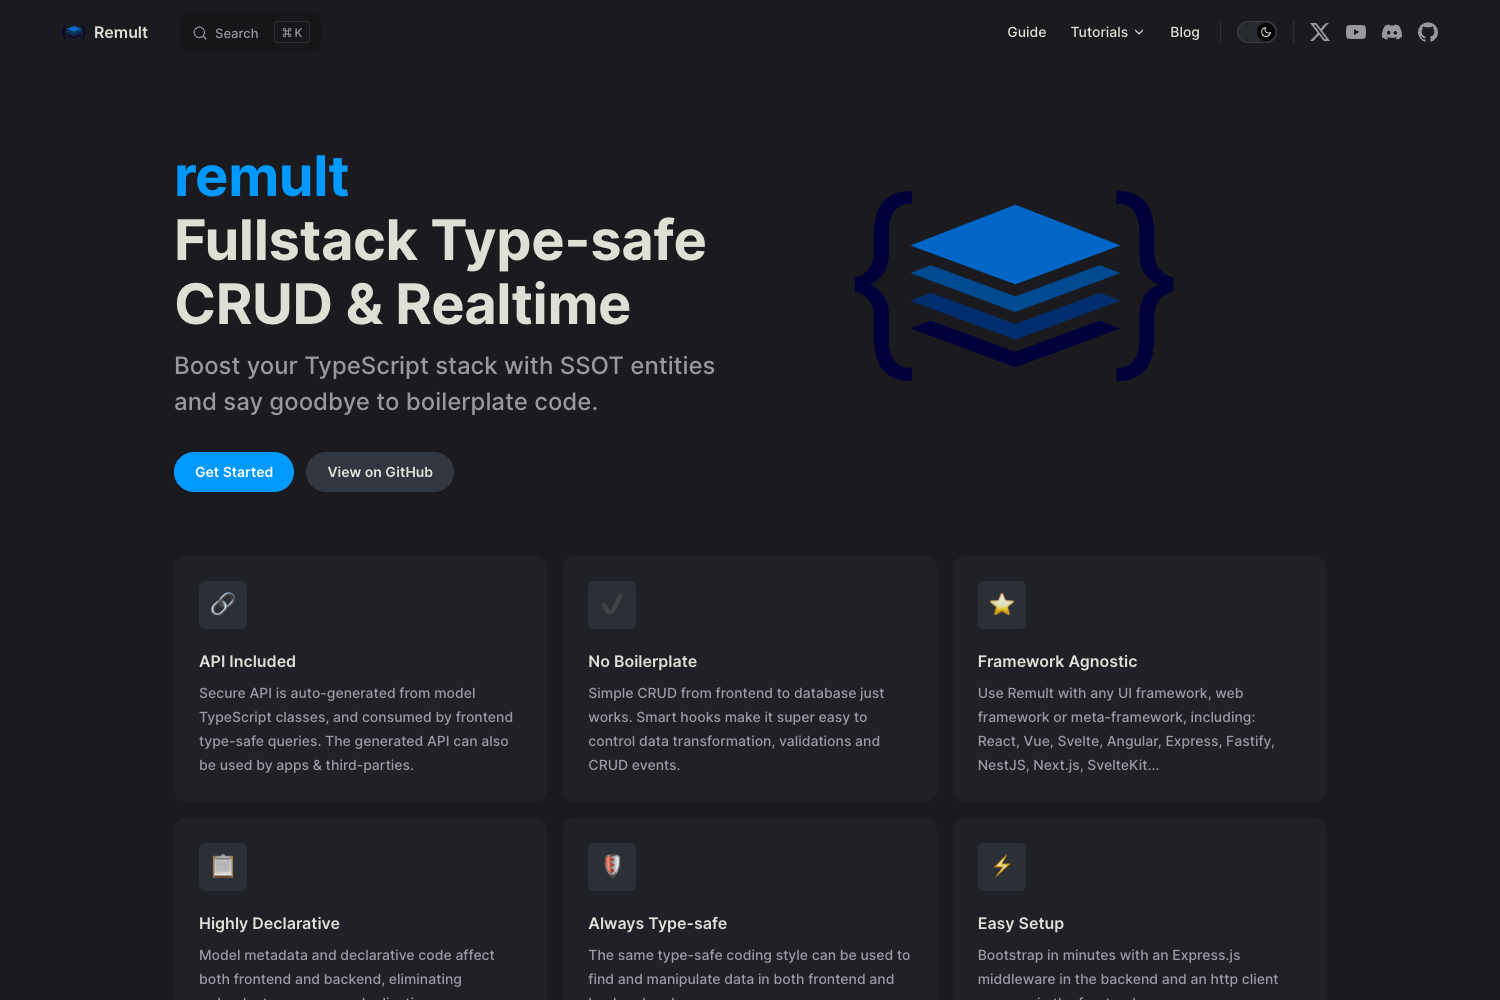 Remult
Search
⌘ K
Guide
Tutorials
Blog
remult
Fullstack Type-safe
CRUD & Realtime
Boost your TypeScript stack with SSOT entities
and say goodbye to boilerplate code.
Get Started
View on GitHub
API Included
Secure API is auto-generated from model
TypeScript classes, and consumed by frontend
type-safe queries. The generated API can also
be used by apps & third-parties.
No Boilerplate
Simple CRUD from frontend to database just
works. Smart hooks make it super easy to
control data transformation, validations and
CRUD events.
Framework Agnostic
Use Remult with any UI framework, web
framework or meta-framework, including:
React, Vue, Svelte, Angular, Express, Fastify,
NestJS, Next.js, SvelteKit...
Highly Declarative
Model metadata and declarative code affect
both frontend and backend, eliminating
Always Type-safe
The same type-safe coding style can be used to
find and manipulate data in both frontend and
Easy Setup
Bootstrap in minutes with an Express.js
middleware in the backend and an http client